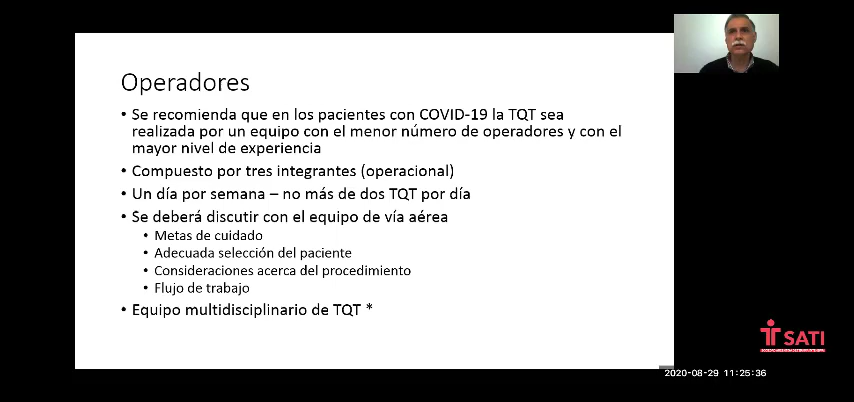 Operadores
• Se recomienda que en los pacientes con COVID-19 la TQT sea
realizada por un equipo con el menor número de operadores y con el
mayor nivel de experiencia
• Compuesto por tres integrantes (operacional)
• Un día por semana – no más de dos TQT por día
• Se deberá discutir con el equipo de vía aérea
• Metas de cuidado
• Adecuada selección del paciente
• Consideraciones acerca del procedimiento
• Flujo de trabajo
• Equipo multidisciplinario de TQT *
SATI
2020-08-29 11:25:36